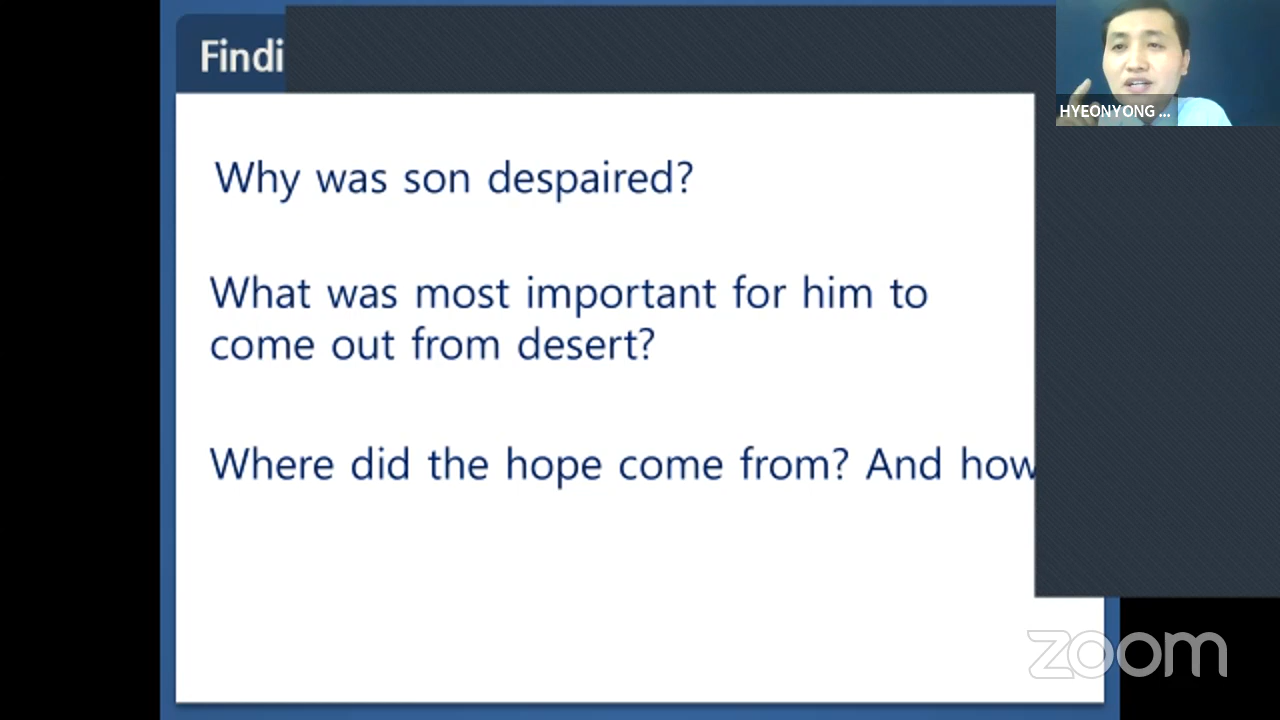 Findi
HYEONYONG ...
Why was son despaired?
What was most important for him to
come out from desert?
Where did the hope come from? And how
zoom